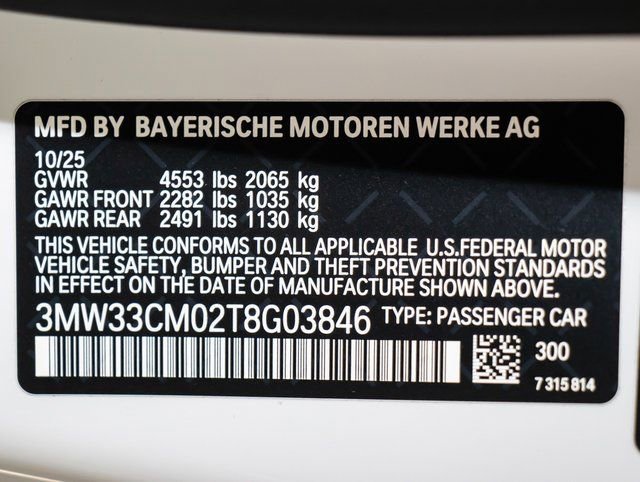 MFD BY BAYERISCHE MOTOREN WERKE AG
10/25
GVWR 4553 lbs 2065 kg
GAWR FRONT 2282 lbs 1035 kg
GAWR REAR 2491 lbs 1130 kg
THIS VEHICLE CONFORMS TO ALL APPLICABLE U.S.FEDERAL MOTOR
VEHICLE SAFETY, BUMPER AND THEFT PREVENTION STANDARDS
IN EFFECT ON THE DATE OF MANUFACTURE SHOWN ABOVE.
3MW33CM02T8G03846 TYPE: PASSENGER CAR
300
7 315 814